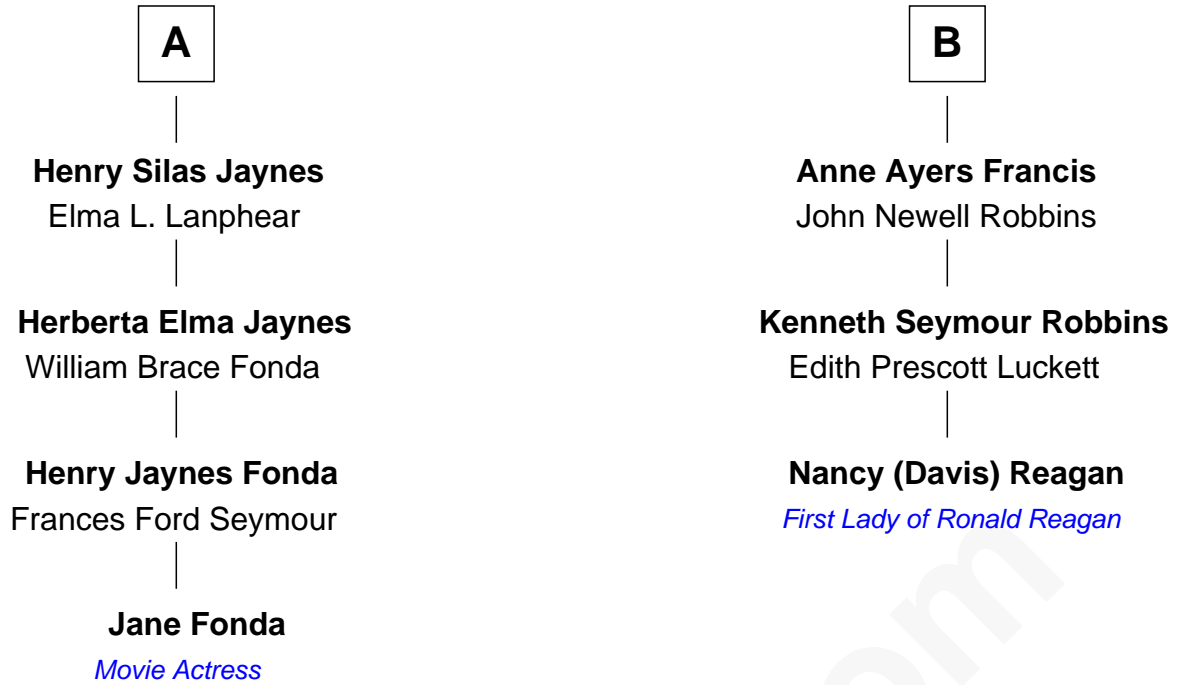 A
Henry Silas Jaynes
Elma L. Lanphear
Herberta Elma Jaynes
William Brace Fonda
Henry Jaynes Fonda
Frances Ford Seymour
Jane Fonda
Movie Actress
B
Anne Ayers Francis
John Newell Robbins
Kenneth Seymour Robbins
Edith Prescott Luckett
Nancy (Davis) Reagan
First Lady of Ronald Reagan